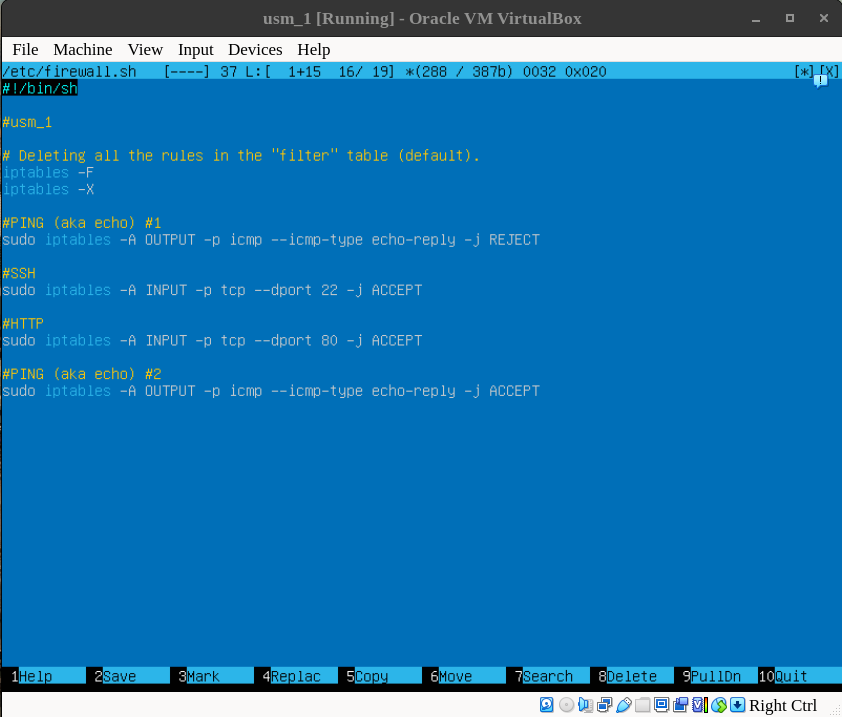 usm_1 [Running] - Oracle VM VirtualBox
File Machine View Input Devices Help
/etc/firewall.sh [----] 37 L:[ 1+15 16/ 19] *(288 / 387b) 0032 0x020 [*][X]
#!/bin/sh
#usm_1
# Deleting all the rules in the "filter" table (default).
iptables -F
iptables -X
#PING (aka echo) #1
sudo iptables -A OUTPUT -p icmp --icmp-type echo-reply -j REJECT
#SSH
sudo iptables -A INPUT -p tcp --dport 22 -j ACCEPT
#HTTP
sudo iptables -A INPUT -p tcp --dport 80 -j ACCEPT
#PING (aka echo) #2
sudo iptables -A OUTPUT -p icmp --icmp-type echo-reply -j ACCEPT
1Help 2Save 3Mark 4Replac 5Copy 6Move 7Search 8Delete 9PullDn 10Quit
Right Ctrl